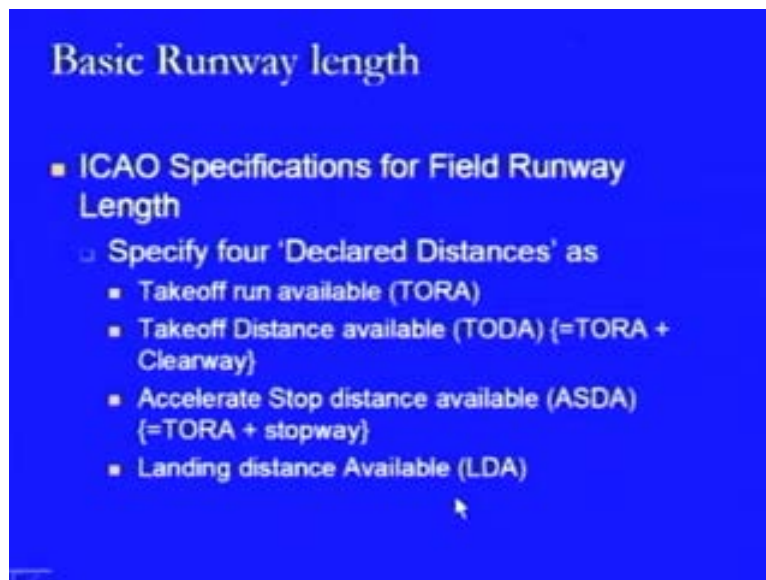 Basic Runway length
ICAO Specifications for Field Runway
Length
Specify four 'Declared Distances' as
Takeoff run available (TORA)
Takeoff Distance available (TODA) {=TORA +
Clearway}
Accelerate Stop distance available (ASDA)
{=TORA + stopway}
Landing distance Available (LDA)